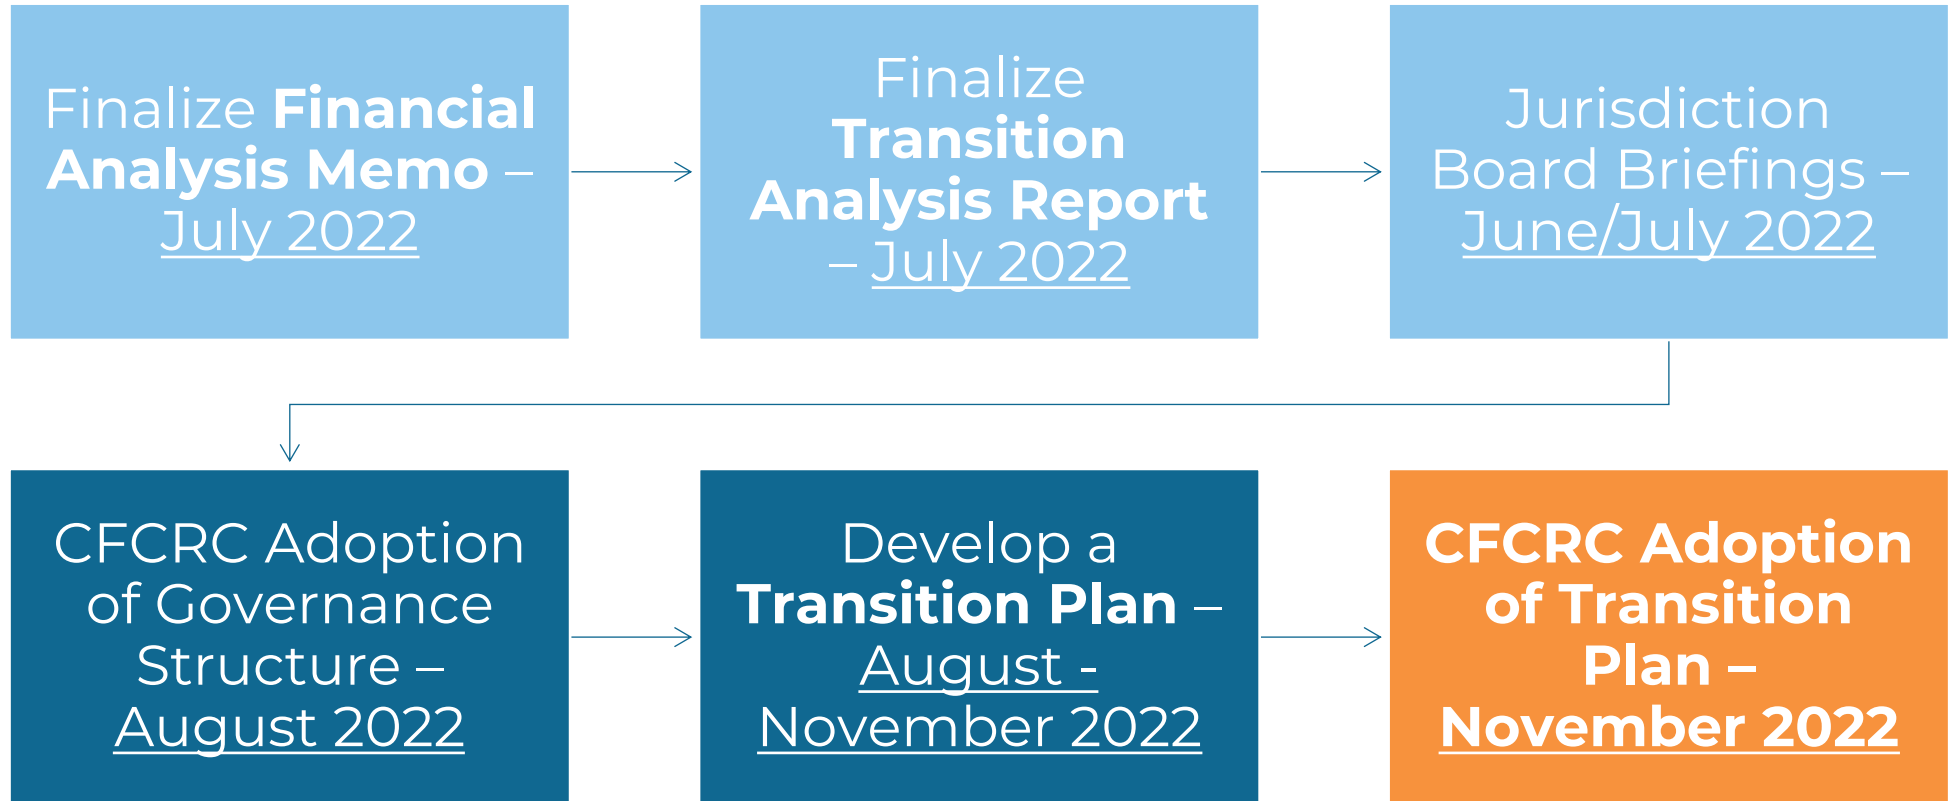 Finalize Financial
Analysis Memo –
July 2022
Finalize
Transition
Analysis Report
– July 2022
Jurisdiction
Board Briefings –
June/July 2022
CFCRC Adoption
of Governance
Structure –
August 2022
Develop a
Transition Plan –
August -
November 2022
CFCRC Adoption
of Transition
Plan –
November 2022